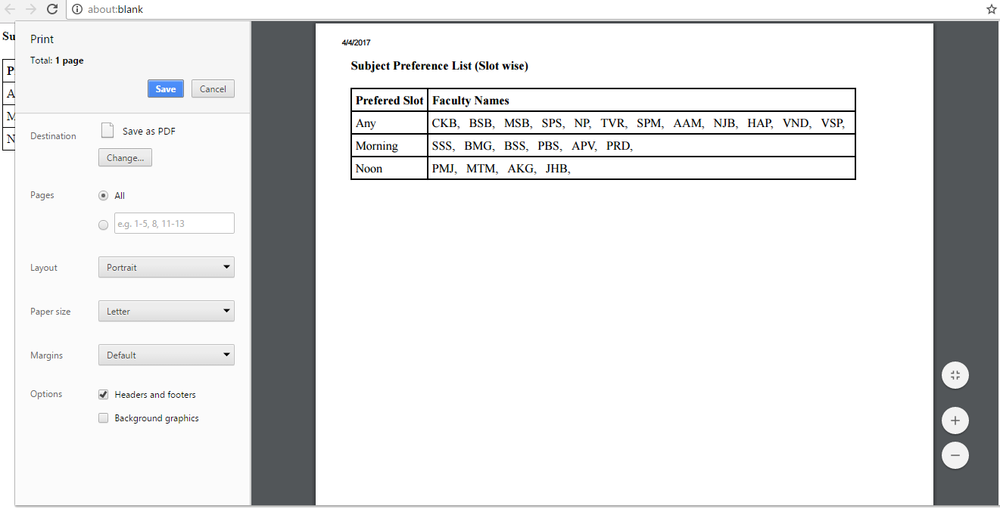 about:blank
Su
P
A
M
N
Print
Total: 1 page
Save Cancel
Destination Save as PDF
Change...
Pages All
e.g. 1-5, 8, 11-13
Layout Portrait
Paper size Letter
Margins Default
Options Headers and footers
Background graphics
4/4/2017
Subject Preference List (Slot wise)
Prefered Slot Faculty Names
Any CKB, BSB, MSB, SPS, NP, TVR, SPM, AAM, NJB, HAP, VND, VSP,
Morning SSS, BMG, BSS, PBS, APV, PRD,
Noon PMJ, MTM, AKG, JHB,